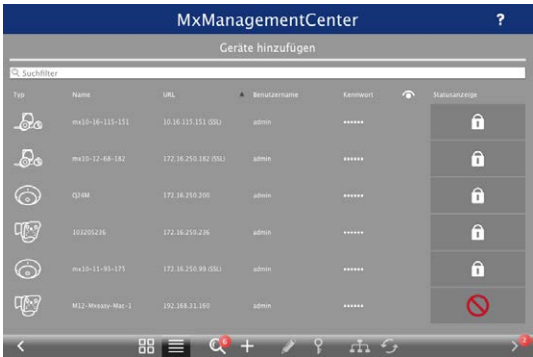 MxManagementCenter ?
Geräte hinzufügen
Suchfilter
Typ Name URL Benutzername Kennwort Statusanzeige
mx10-16-115-151 10.16.115.151 (SSL) admin ••••••
mx10-12-68-182 172.16.250.182 (SSL) admin ••••••
Q24M 172.16.250.200 admin ••••••
103205236 172.16.250.236 admin ••••••
mx10-11-93-175 172.16.250.99 (SSL) admin ••••••
M12-Mxeasy-Mac-1 192.168.31.160 admin ••••••
6
2